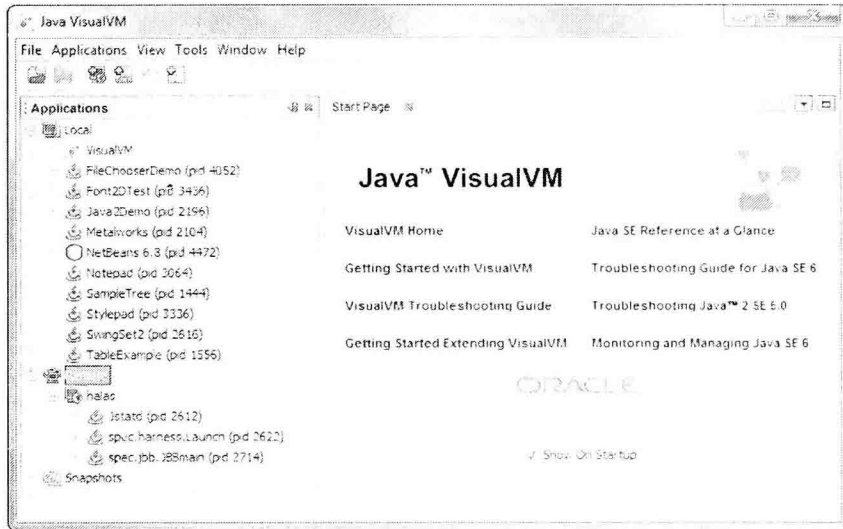 Java VisualVM
File Applications View Tools Window Help
Applications
Start Page
Local
VisualVM
FileChooserDemo (pid 4052)
Font2DTest (pid 3436)
Java2Demo (pid 2196)
Metalworks (pid 2104)
NetBeans 6.3 (pid 4472)
Notepad (pid 3064)
SampleTree (pid 1444)
Stylepad (pid 3336)
SwingSet2 (pid 2616)
TableExample (pid 1556)
halas
Jstatd (pid 2612)
spec.harness.Launch (pid 2622)
spec.jbb.JBBmain (pid 2714)
Snapshots
Java™ VisualVM
VisualVM Home
Java SE Reference at a Glance
Getting Started with VisualVM
Troubleshooting Guide for Java SE 6
VisualVM Troubleshooting Guide
Troubleshooting Java™ 2 SE 5.0
Getting Started Extending VisualVM
Monitoring and Managing Java SE 6
ORACLE
Show On Startup